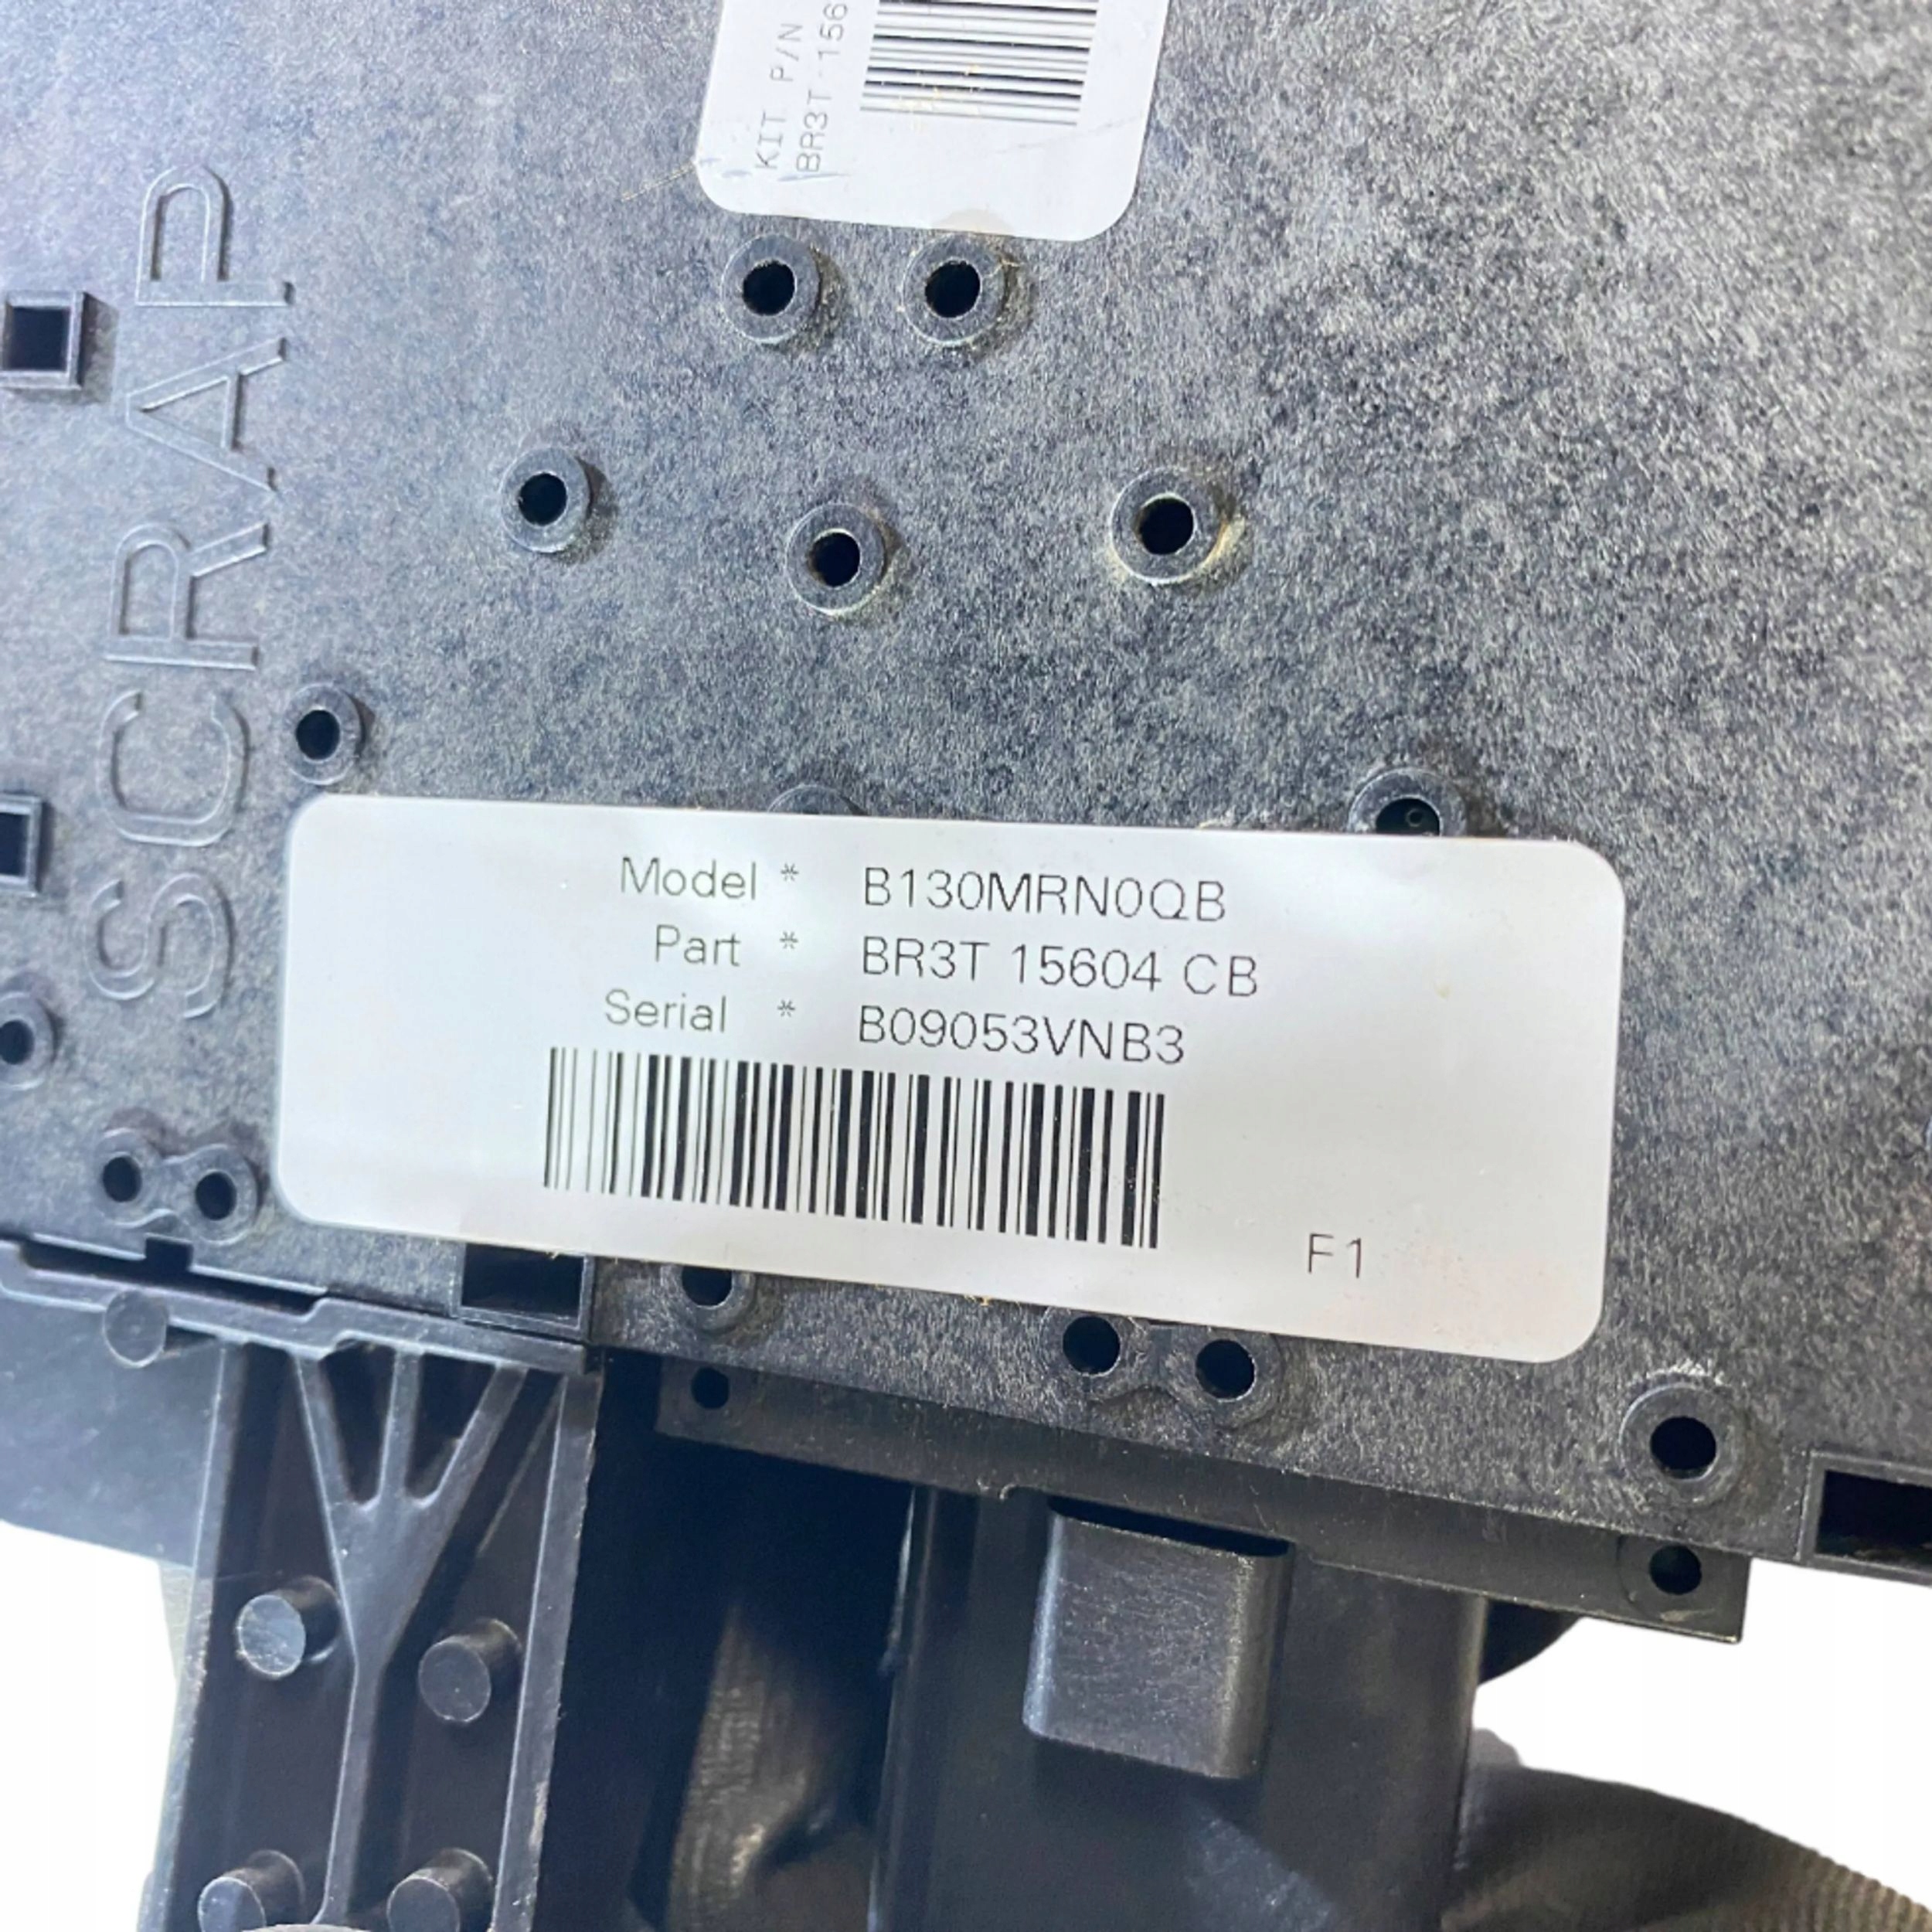 KIT P/N
BR3T 156
SCRAP
Model * B130MRN0QB
Part * BR3T 15604 CB
Serial * B09053VNB3
F1